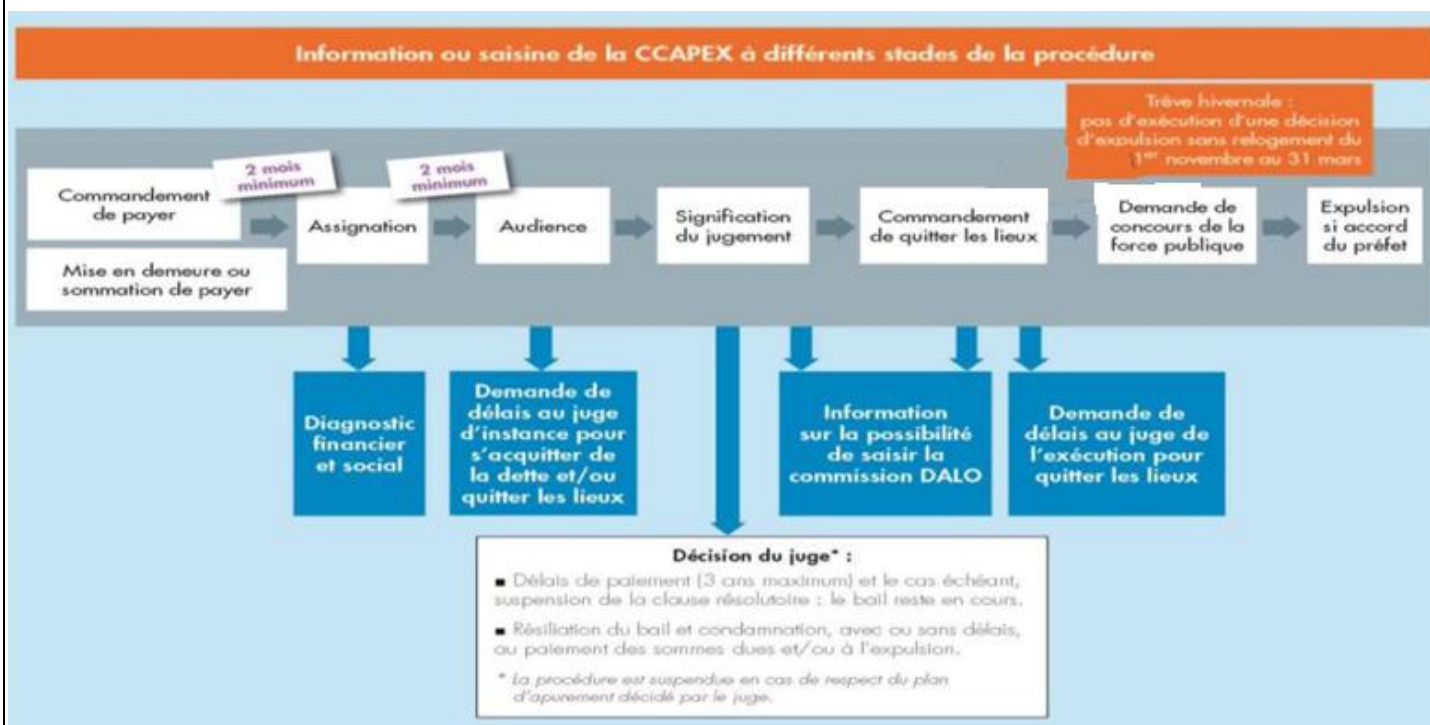 Information ou saisine de la CCAPEX à différents stades de la procédure
Trêve hivernale :
pas d'exécution d'une décision
d'expulsion sans relogement du
1er novembre au 31 mars
Commandement
de payer
Mise en demeure ou
sommation de payer
2 mois
minimum
Assignation
2 mois
minimum
Audience
Signification
du jugement
Commandement
de quitter les lieux
Demande de
concours de la
force publique
Expulsion
si accord
du préfet
Diagnostic
financier
et social
Demande de
délais au juge
d'instance pour
s'acquitter de
la dette et/ou
quitter les lieux
Information
sur la possibilité
de saisir la
commission DALO
Demande de
délais au juge de
l'exécution pour
quitter les lieux
Décision du juge* :
■ Délais de paiement (3 ans maximum) et le cas échéant,
suspension de la clause résolutoire : le bail reste en cours.
■ Résiliation du bail et condamnation, avec ou sans délais,
au paiement des sommes dues et/ou à l'expulsion.
* La procédure est suspendue en cas de respect du plan
d'apurement décidé par le juge.